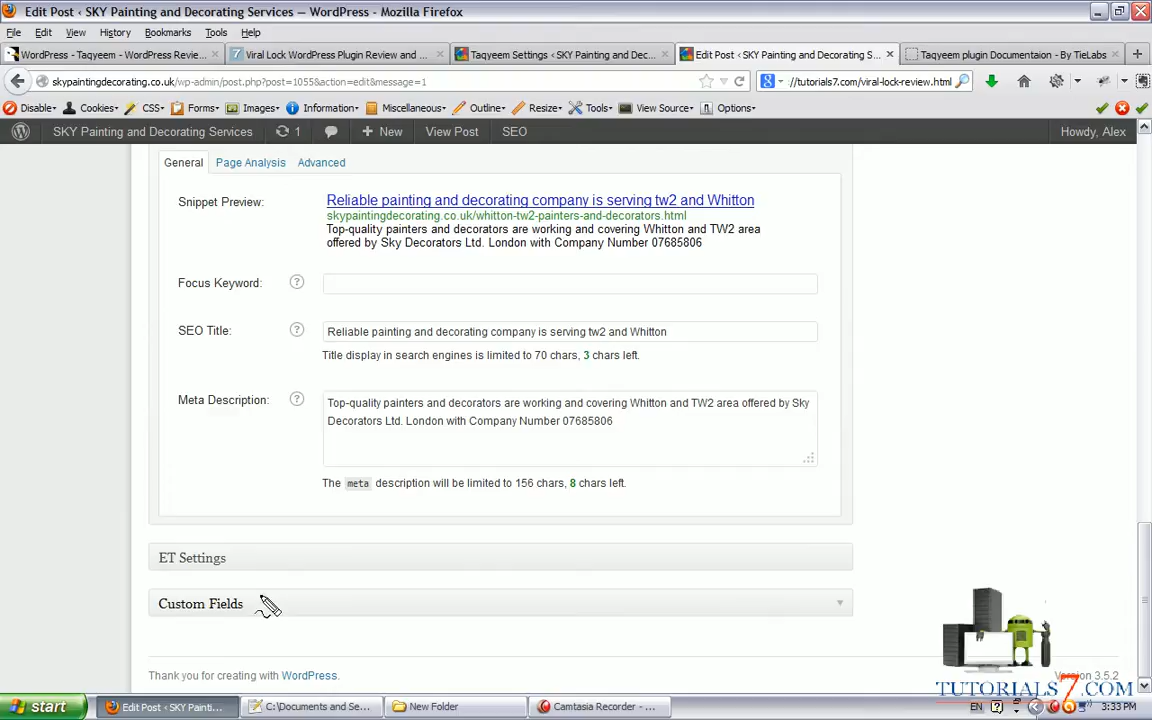 Edit Post ‹ SKY Painting and Decorating Services — WordPress - Mozilla Firefox
File Edit View History Bookmarks Tools Help
WordPress - Taqyeem - WordPress Revie... Viral Lock WordPress Plugin Review and ... Taqyeem Settings ‹ SKY Painting and Dec... Edit Post ‹ SKY Painting and Decorating S... Taqyeem plugin Documentaion - By TieLabs
skypaintingdecorating.co.uk/wp-admin/post.php?post=1055&action=edit&message=1 //tutorials7.com/viral-lock-review.html
Disable Cookies CSS Forms Images Information Miscellaneous Outline Resize Tools View Source Options
SKY Painting and Decorating Services 1 New View Post SEO Howdy, Alex
General Page Analysis Advanced
Snippet Preview: Reliable painting and decorating company is serving tw2 and Whitton
skypaintingdecorating.co.uk/whitton-tw2-painters-and-decorators.html
Top-quality painters and decorators are working and covering Whitton and TW2 area
offered by Sky Decorators Ltd. London with Company Number 07685806
Focus Keyword: ?
SEO Title: ? Reliable painting and decorating company is serving tw2 and Whitton
Title display in search engines is limited to 70 chars, 3 chars left.
Meta Description: ? Top-quality painters and decorators are working and covering Whitton and TW2 area offered by Sky
Decorators Ltd. London with Company Number 07685806
The meta description will be limited to 156 chars, 8 chars left.
ET Settings
Custom Fields
Thank you for creating with WordPress. Version 3.5.2
TUTORIALS7.COM
start Edit Post ‹ SKY Painti... C:\Documents and Se... New Folder Camtasia Recorder - ... EN 3:33 PM